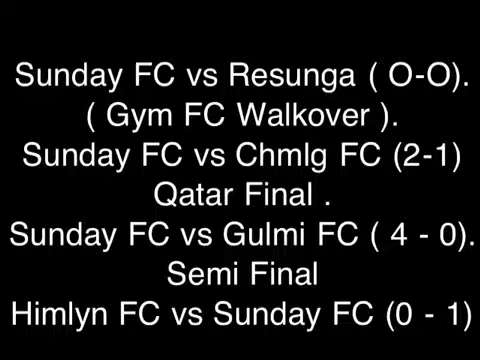 Sunday FC vs Resunga ( O-O).
( Gym FC Walkover ).
Sunday FC vs Chmlg FC (2-1)
Qatar Final .
Sunday FC vs Gulmi FC ( 4 - 0).
Semi Final
Himlyn FC vs Sunday FC (0 - 1)